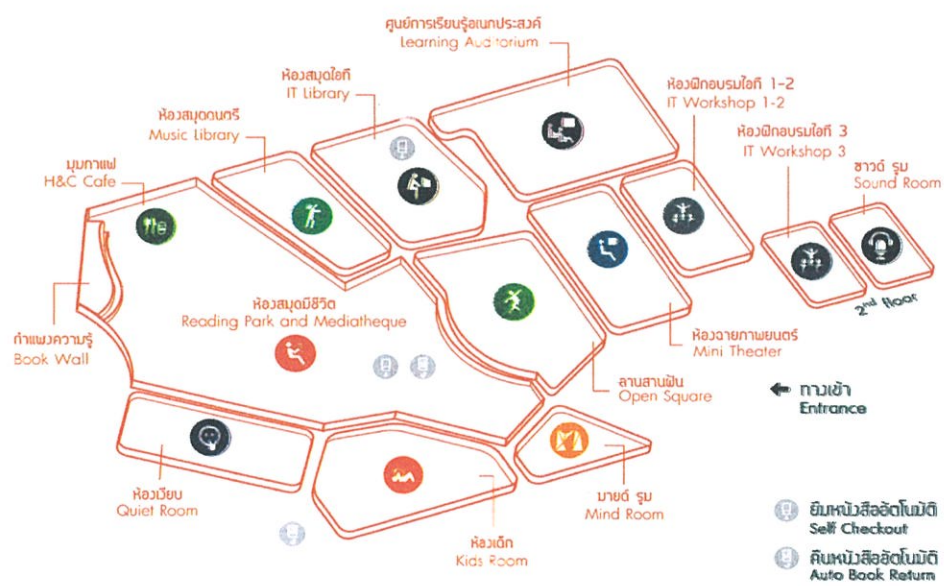 ศูนย์การเรียนรู้อเนกประสงค์
Learning Auditorium
ห้องสมุดไอที
IT Library
ห้องฝึกอบรมไอที 1-2
IT Workshop 1-2
ห้องสมุดดนตรี
Music Library
ห้องฝึกอบรมไอที 3
IT Workshop 3
ซาวด์ รูม
Sound Room
มุมกาแฟ
H&C Cafe
2nd floor
ห้องสมุดมีชีวิต
Reading Park and Mediatheque
กำแพงความรู้
Book Wall
ห้องฉายภาพยนตร์
Mini Theater
ลานสานฝัน
Open Square
ทางเข้า
Entrance
ห้องเงียบ
Quiet Room
มายด์ รูม
Mind Room
ห้องเด็ก
Kids Room
ยืมหนังสืออัตโนมัติ
Self Checkout
คืนหนังสืออัตโนมัติ
Auto Book Return